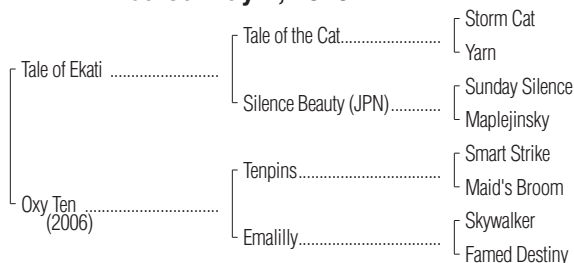 Tale of the Cat....................
Storm Cat
Yarn
Tale of Ekati ..............................
Silence Beauty (JPN)............
Sunday Silence
Maplejinsky
Oxy Ten ....................................
(2006)
Tenpins.................................
Smart Strike
Maid's Broom
Emalilly.................................
Skywalker
Famed Destiny